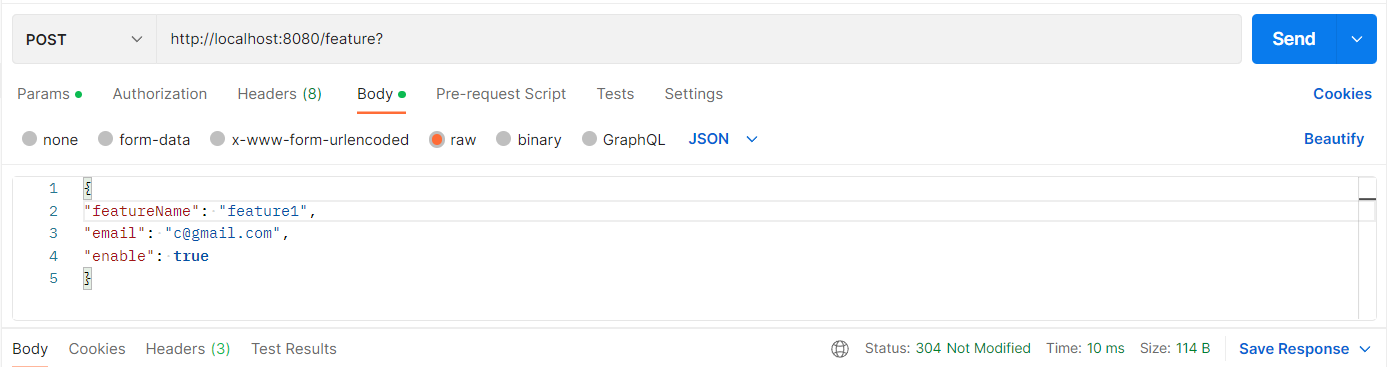 POST http://localhost:8080/feature? Send
Params Authorization Headers (8) Body Pre-request Script Tests Settings Cookies
none form-data x-www-form-urlencoded raw binary GraphQL JSON Beautify
1 {
2 "featureName": "feature1",
3 "email": "c@gmail.com",
4 "enable": true
5 }
Body Cookies Headers (3) Test Results Status: 304 Not Modified Time: 10 ms Size: 114 B Save Response